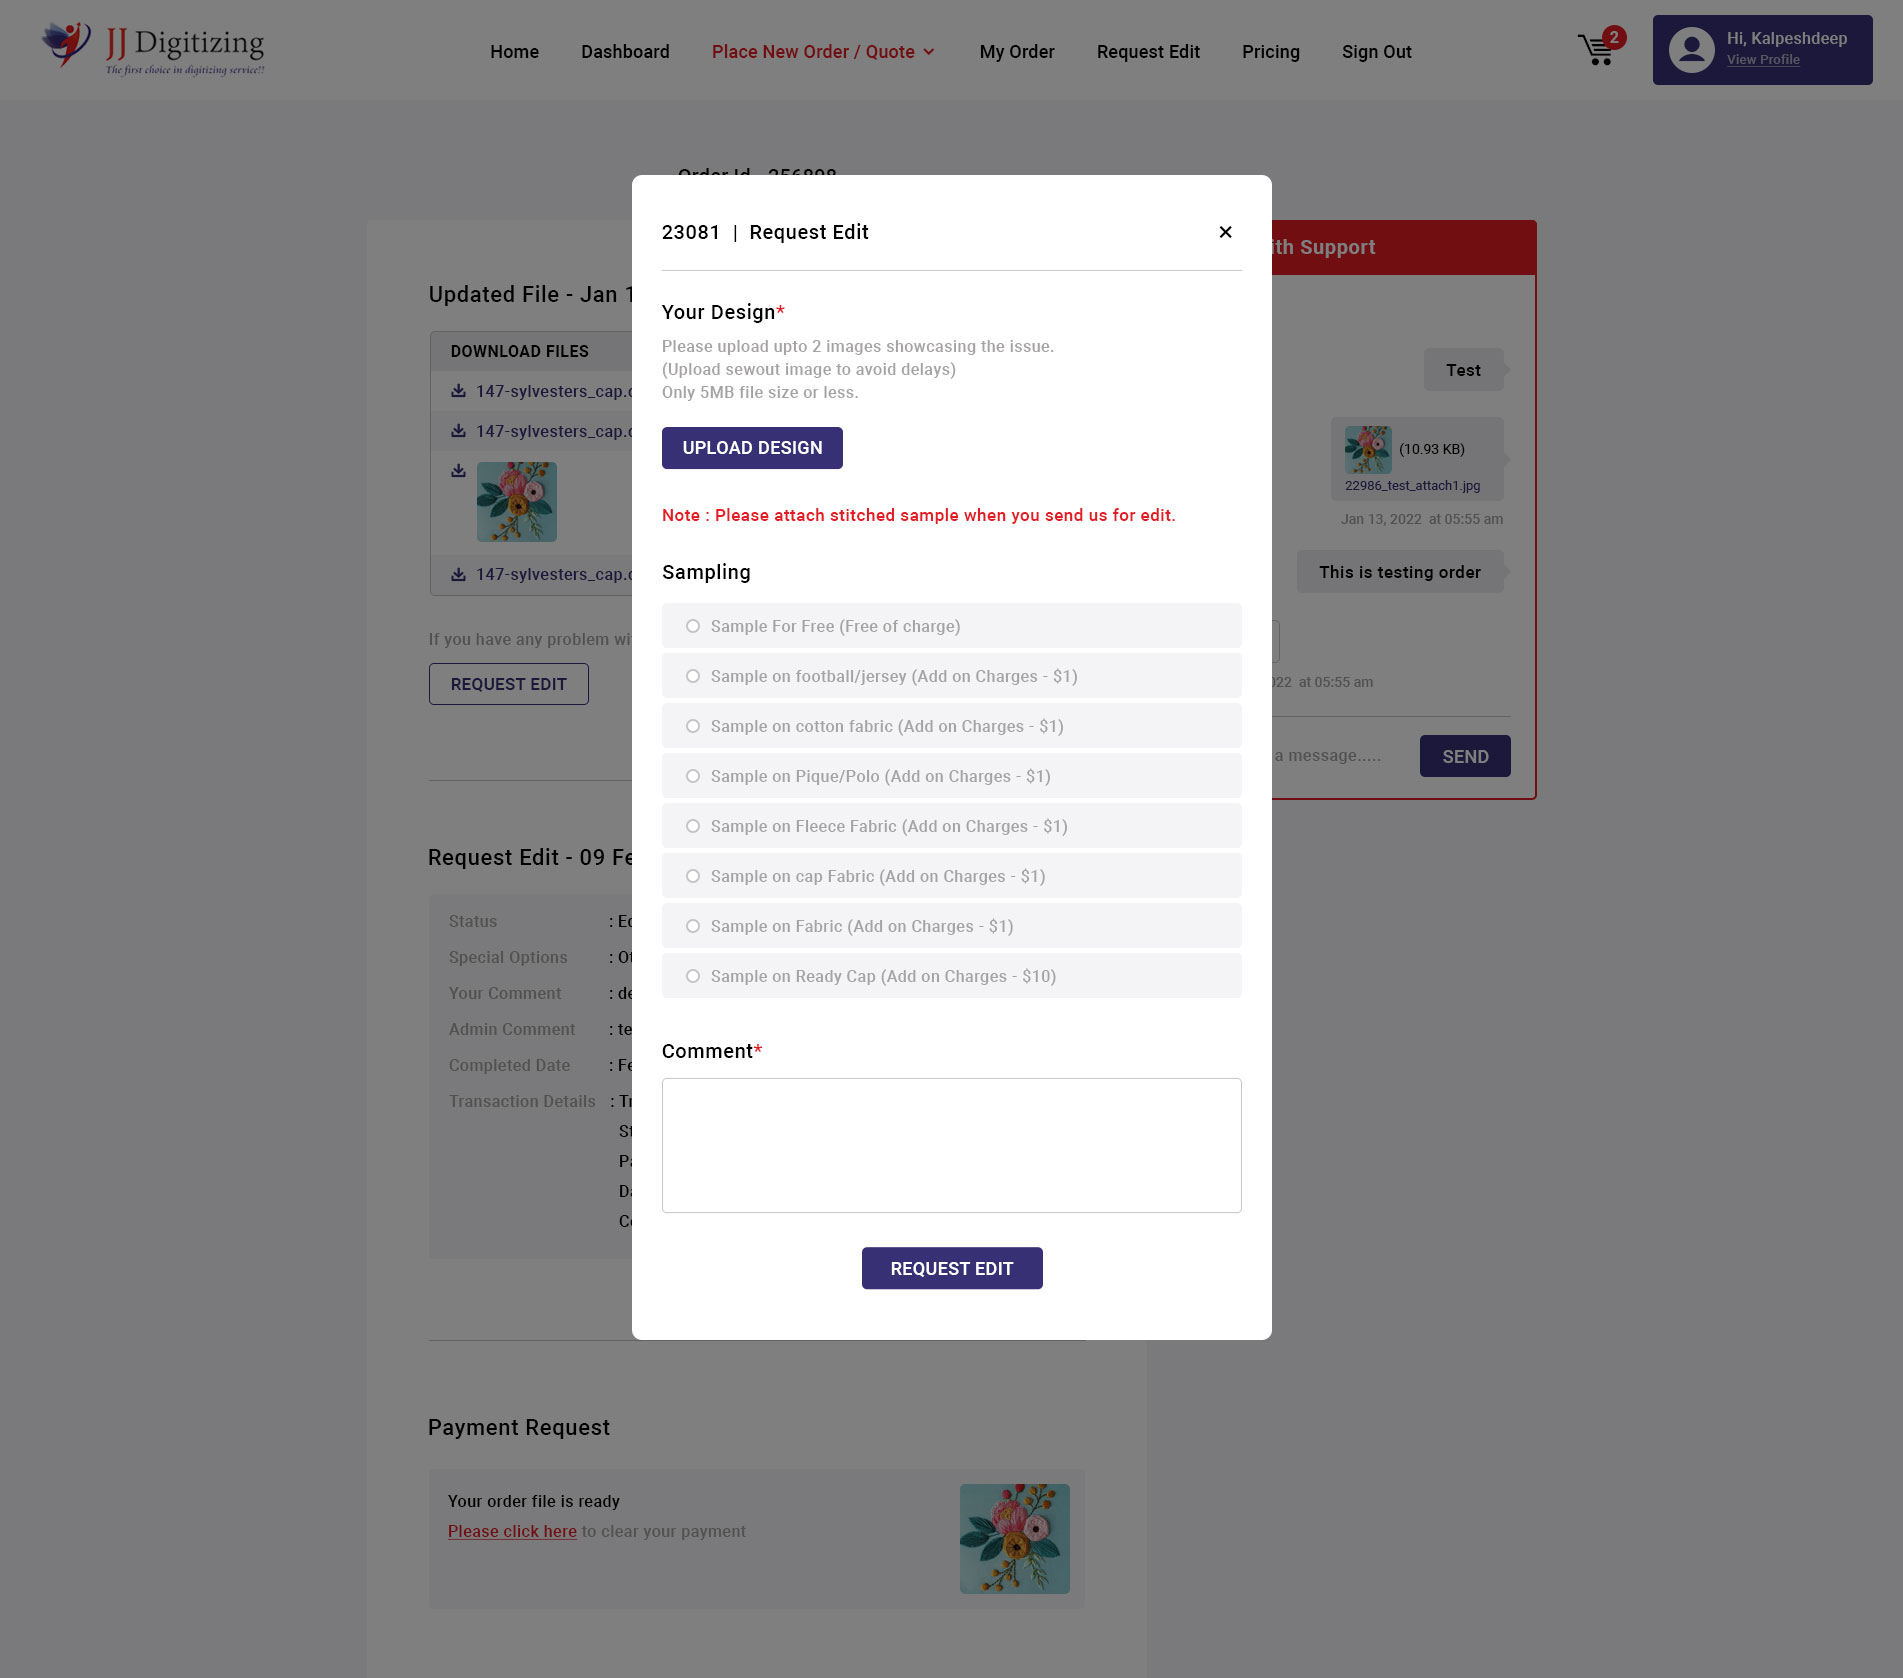 JJ Digitizing
The first choice in digitizing service!!
Home
Dashboard
Place New Order / Quote
My Order
Request Edit
Pricing
Sign Out
2
Hi, Kalpeshdeep
View Profile
Order Id - 256898
23081 | Request Edit
Your Design*
Please upload upto 2 images showcasing the issue.
(Upload sewout image to avoid delays)
Only 5MB file size or less.
UPLOAD DESIGN
Note : Please attach stitched sample when you send us for edit.
Sampling
Sample For Free (Free of charge)
Sample on football/jersey (Add on Charges - $1)
Sample on cotton fabric (Add on Charges - $1)
Sample on Pique/Polo (Add on Charges - $1)
Sample on Fleece Fabric (Add on Charges - $1)
Sample on cap Fabric (Add on Charges - $1)
Sample on Fabric (Add on Charges - $1)
Sample on Ready Cap (Add on Charges - $10)
Comment*
REQUEST EDIT
Updated File - Jan 1
DOWNLOAD FILES
147-sylvesters_cap.
147-sylvesters_cap.
147-sylvesters_cap.
If you have any problem
REQUEST EDIT
Request Edit - 09 Fe
Status :
Special Options :
Your Comment : de
Admin Comment : te
Completed Date : Fe
Transaction Details : Tr
St
Pa
Da
Co
Payment Request
Your order file is ready
Please click here to clear your payment
ith Support
Test
(10.93 KB)
22986_test_attach1.jpg
Jan 13, 2022 at 05:55 am
This is testing order
022 at 05:55 am
a message.....
SEND